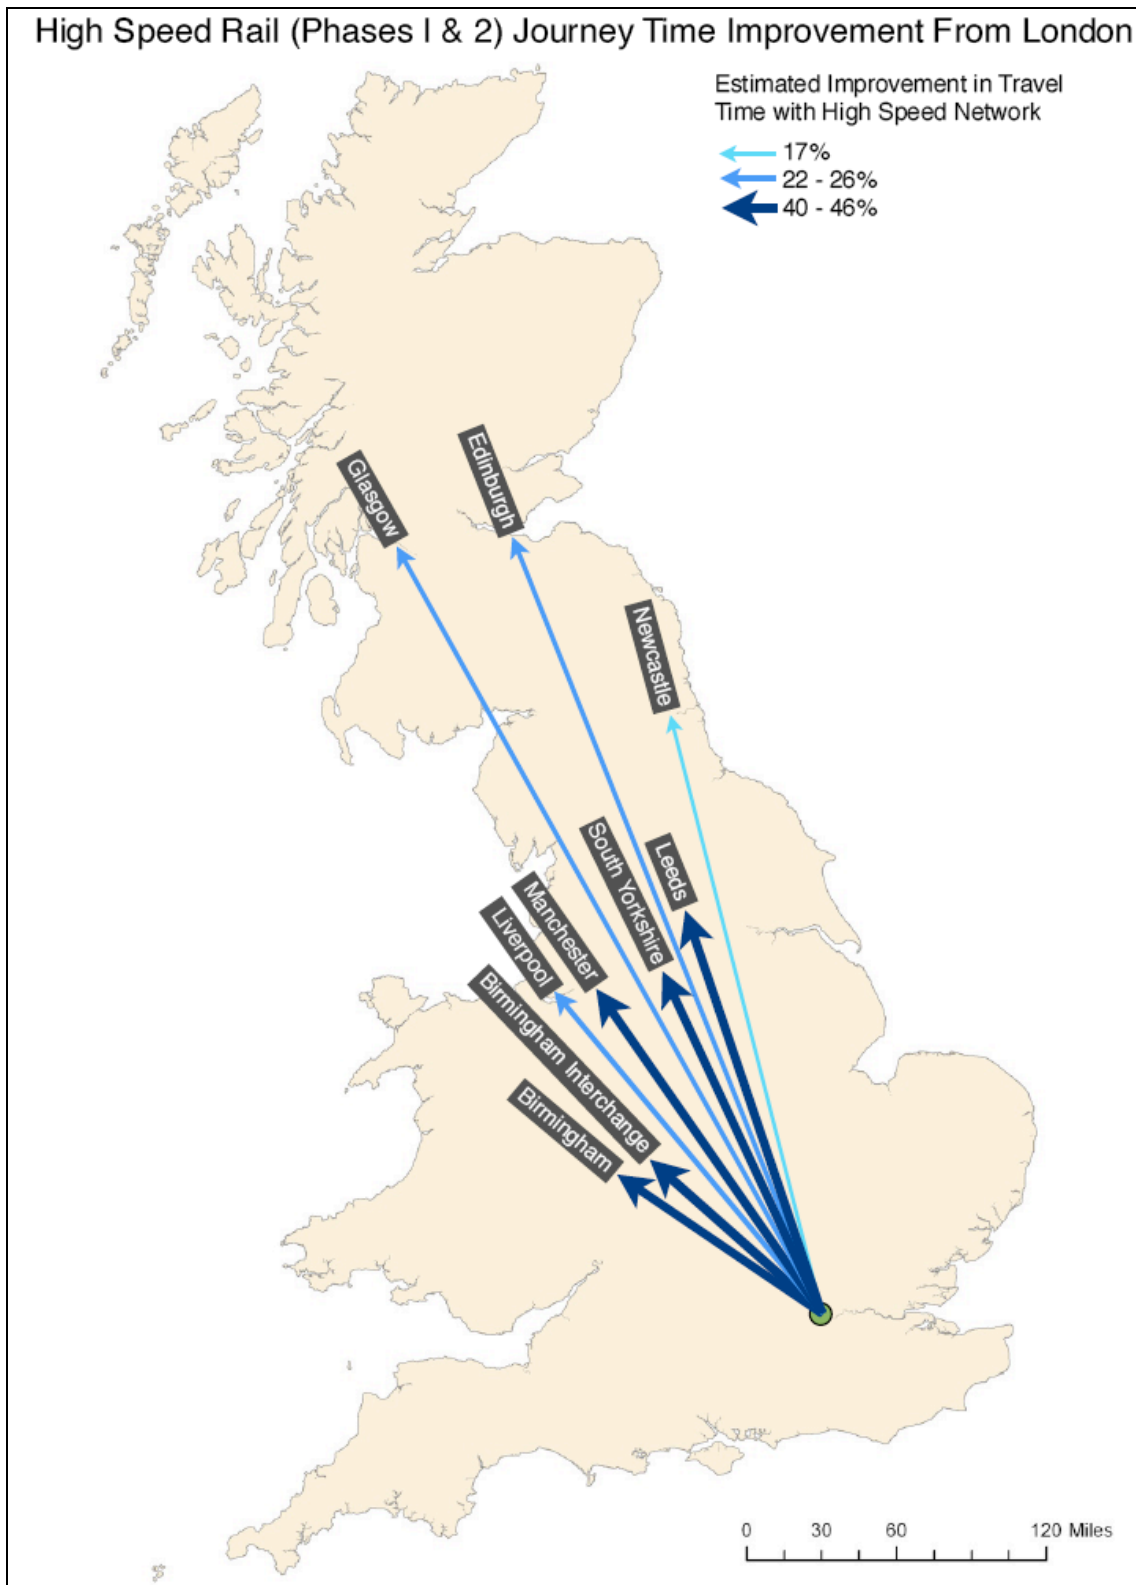 High Speed Rail (Phases I & 2) Journey Time Improvement From London
Estimated Improvement in Travel
Time with High Speed Network
17%
22 - 26%
40 - 46%
Glasgow
Edinburgh
Newcastle
South Yorkshire
Leeds
Manchester
Liverpool
Birmingham Interchange
Birmingham
0 30 60 120 Miles